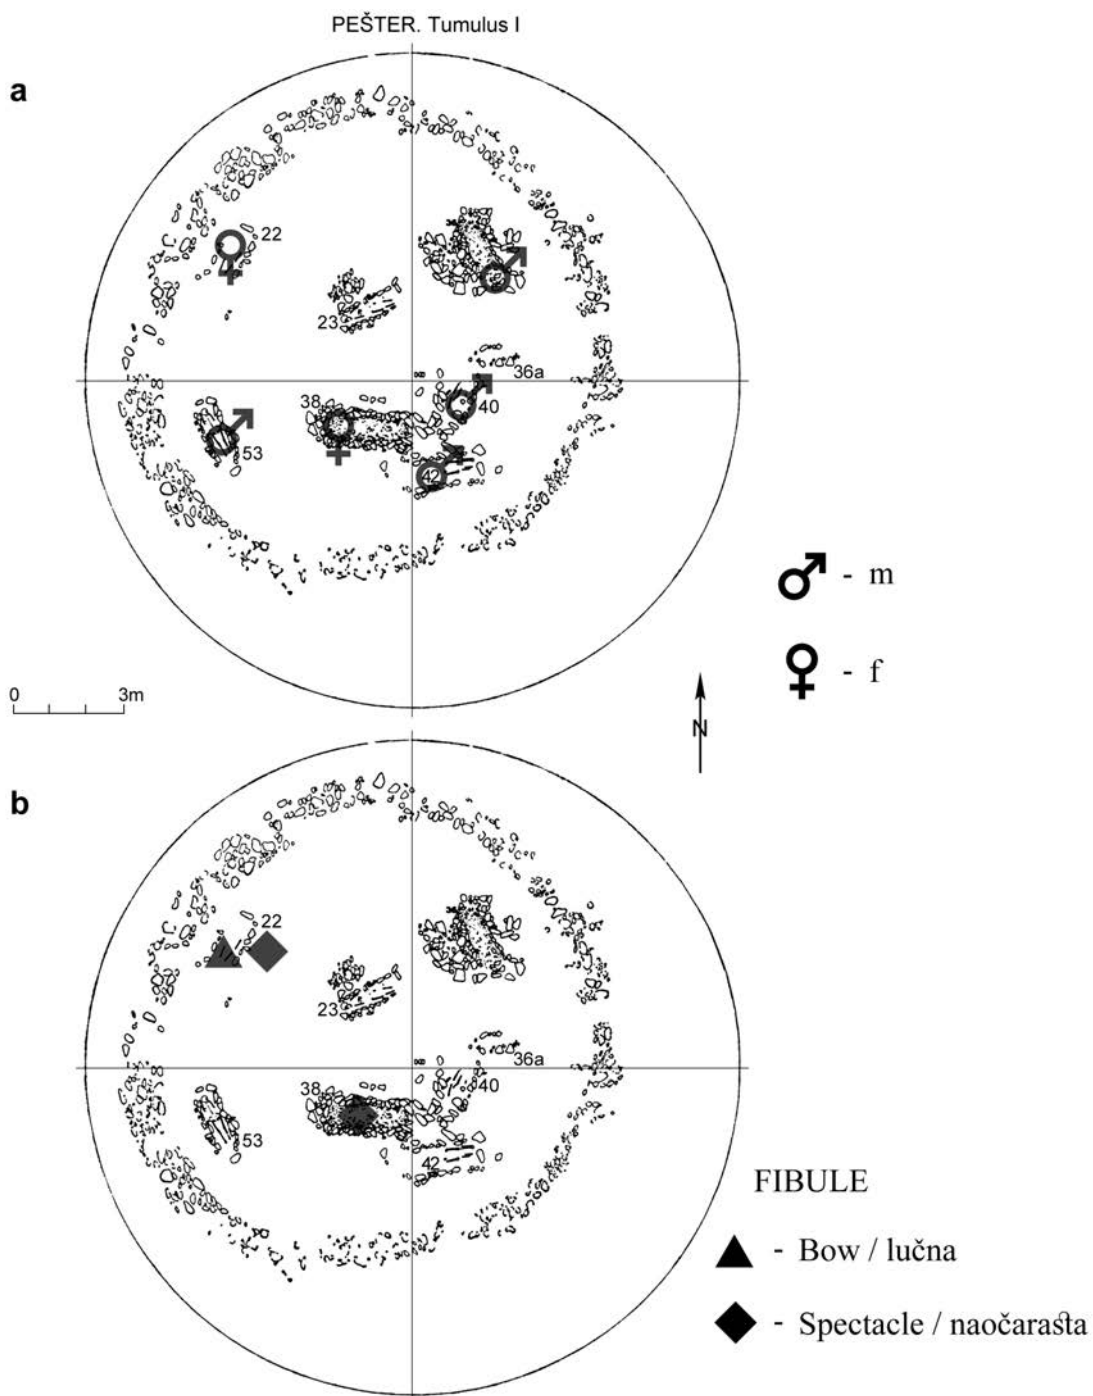 PEŠTER. Tumulus I
a
22
23
36a
38
40
53
42
- m
- f
0 3m
N
b
22
23
36a
38
40
53
42
FIBULE
- Bow / lučna
- Spectacle / naočarasta